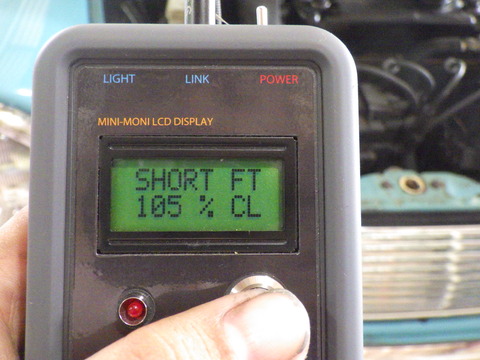 LIGHT LINK POWER
MINI-MONI LCD DISPLAY
SHORT FT
105 % CL